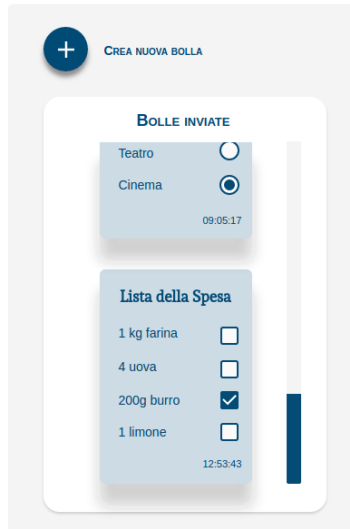 Crea nuova bolla
Bolle inviate
Teatro
Cinema
09:05:17
Lista della Spesa
1 kg farina
4 uova
200g burro
1 limone
12:53:43